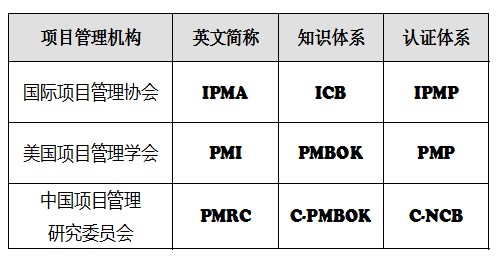 项目管理机构 英文简称 知识体系 认证体系
国际项目管理协会 IPMA ICB IPMP
美国项目管理学会 PMI PMBOK PMP
中国项目管理
研究委员会 PMRC C-PMBOK C-NCB